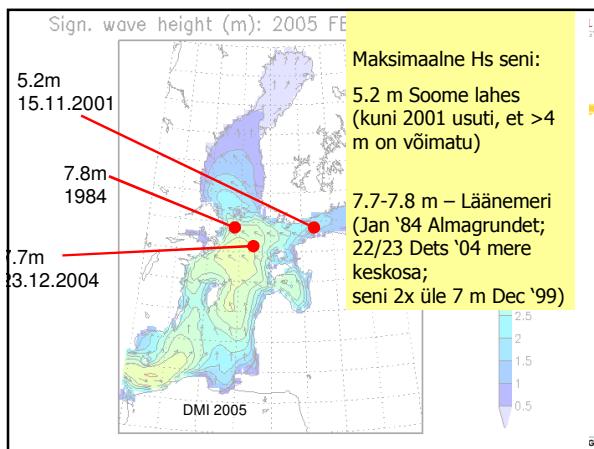 Sign. wave height (m): 2005 FE
5.2m
15.11.2001
7.8m
1984
7.7m
23.12.2004
Maksimaalne Hs seni:
5.2 m Soome lahes
(kuni 2001 usuti, et >4
m on võimatu)
7.7-7.8 m – Läänemeri
(Jan ‘84 Almagrundet;
22/23 Dets ‘04 mere
keskosa;
seni 2x üle 7 m Dec ‘99)
2.5
2
1.5
1
0.5
DMI 2005